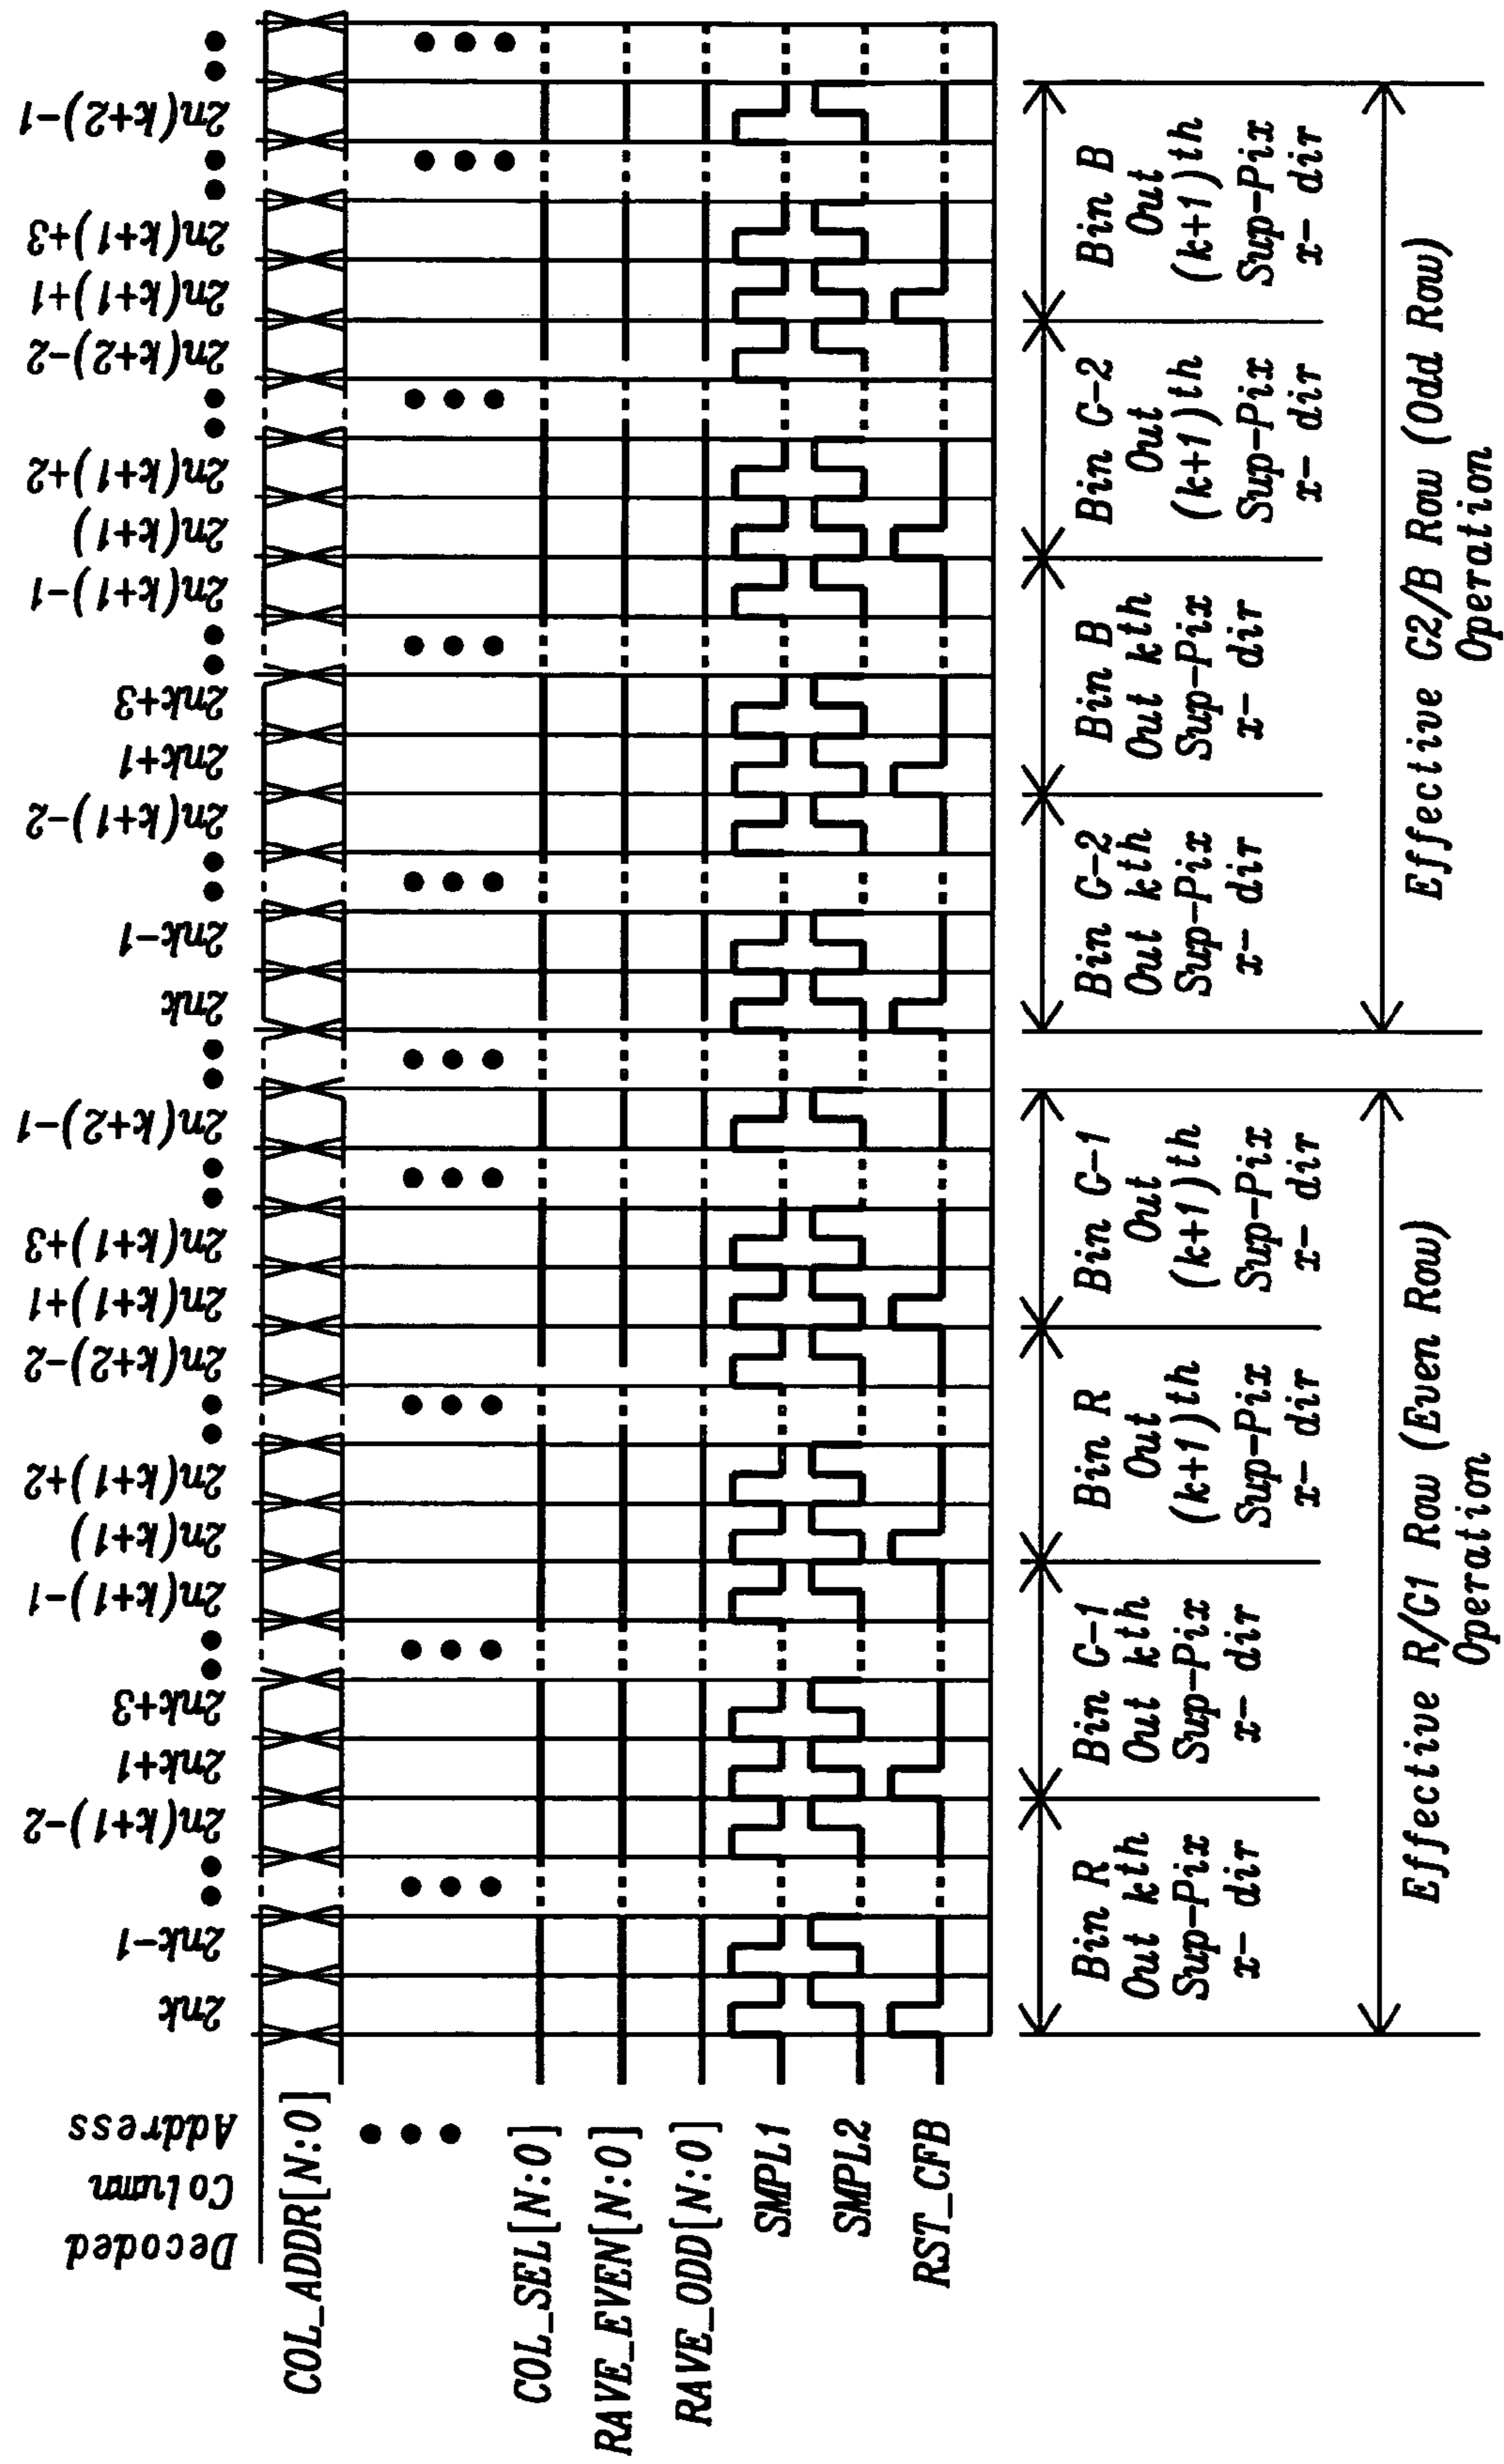 Decoded
Column
Address
2nk
2nk-1
2n(k+1)-2
2nk+1
2nk+3
2n(k+1)-1
2n(k+1)
2n(k+1)+2
2n(k+2)-2
2n(k+1)+1
2n(k+1)+3
2n(k+2)-1
2nk
2nk-1
2n(k+1)-2
2nk+1
2nk+3
2n(k+1)-1
2n(k+1)
2n(k+1)+2
2n(k+2)-2
2n(k+1)+1
2n(k+1)+3
2n(k+2)-1
COL_ADDR[N:0]
COL_SEL[N:0]
RAVE_EVEN[N:0]
RAVE_ODD[N:0]
SMPL1
SMPL2
RST_CFB
Bin R
Out kth
Sup-Pix
x- dir
Bin G-1
Out kth
Sup-Pix
x- dir
Bin R
Out
(k+1)th
Sup-Pix
x- dir
Bin G-1
Out
(k+1)th
Sup-Pix
x- dir
Bin G-2
Out kth
Sup-Pix
x- dir
Bin B
Out kth
Sup-Pix
x- dir
Bin G-2
Out
(k+1)th
Sup-Pix
x- dir
Bin B
Out
(k+1)th
Sup-Pix
x- dir
Effective R/G1 Row (Even Row)
Operation
Effective G2/B Row (Odd Row)
Operation